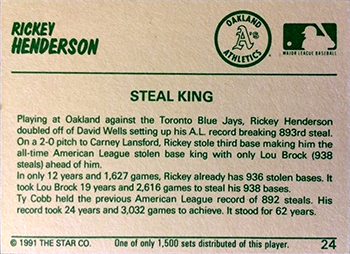 RICKEY
HENDERSON
OAKLAND
A's
ATHLETICS
MAJOR LEAGUE BASEBALL
STEAL KING
Playing at Oakland against the Toronto Blue Jays, Rickey Henderson
doubled off of David Wells setting up his A.L. record breaking 893rd steal.
On a 2-0 pitch to Carney Lansford, Rickey stole third base making him the
all-time American League stolen base king with only Lou Brock (938
steals) ahead of him.
In only 12 years and 1,627 games, Rickey already has 936 stolen bases. It
took Lou Brock 19 years and 2,616 games to steal his 938 bases.
Ty Cobb held the previous American League record of 892 steals. His
record took 24 years and 3,032 games to achieve. It stood for 62 years.
© 1991 THE STAR CO. One of only 1,500 sets distributed of this player. 24